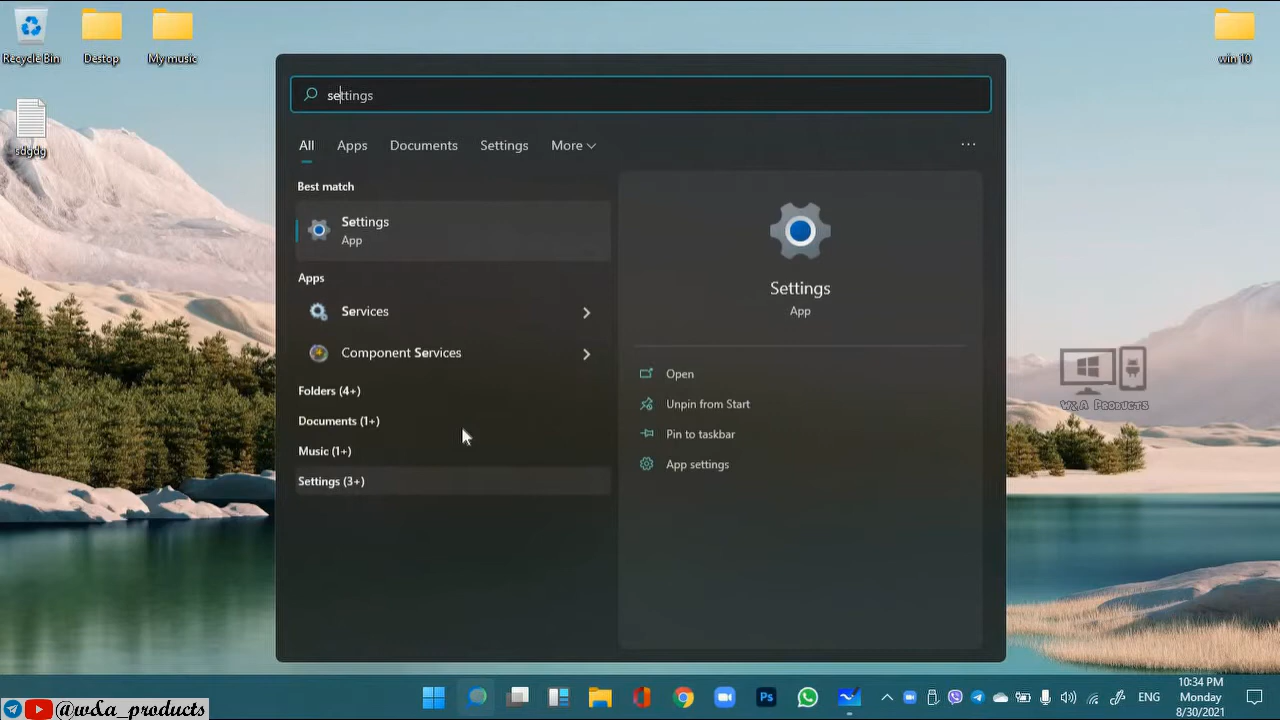 Recycle Bin
Destop
My music
win 10
sdgdg
settings
All
Apps
Documents
Settings
More
...
Best match
Settings
App
Apps
Services
Component Services
Folders (4+)
Documents (1+)
Music (1+)
Settings (3+)
Settings
App
Open
Unpin from Start
Pin to taskbar
App settings
W&A Products
Ps
ENG
10:34 PM
Monday
8/30/2021
@w&a_products